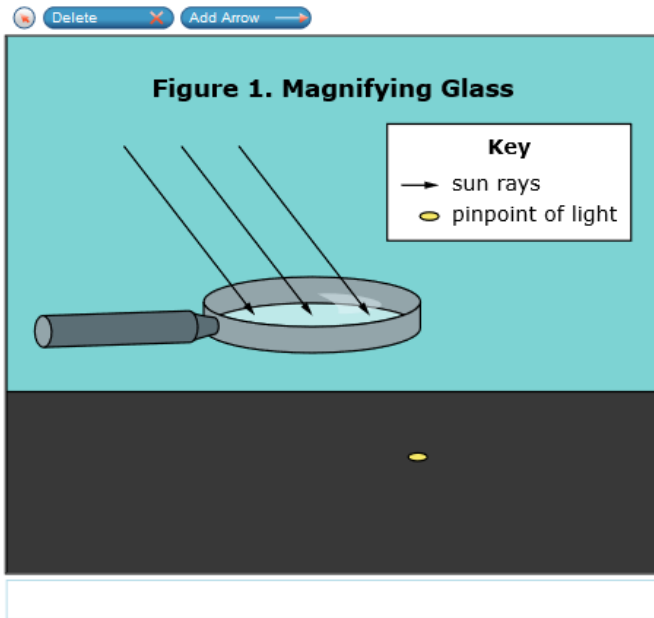 Delete
Add Arrow
Figure 1. Magnifying Glass
Key
sun rays
pinpoint of light